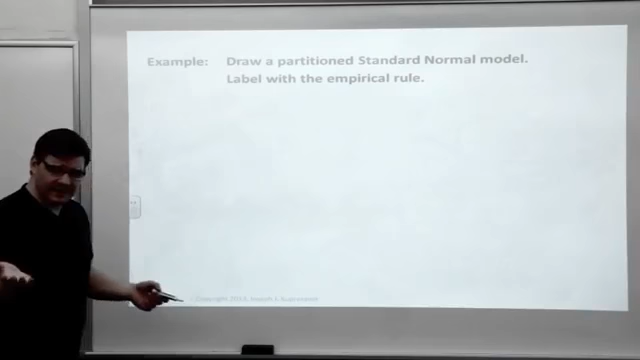 Example: Draw a partitioned Standard Normal model.
Label with the empirical rule.